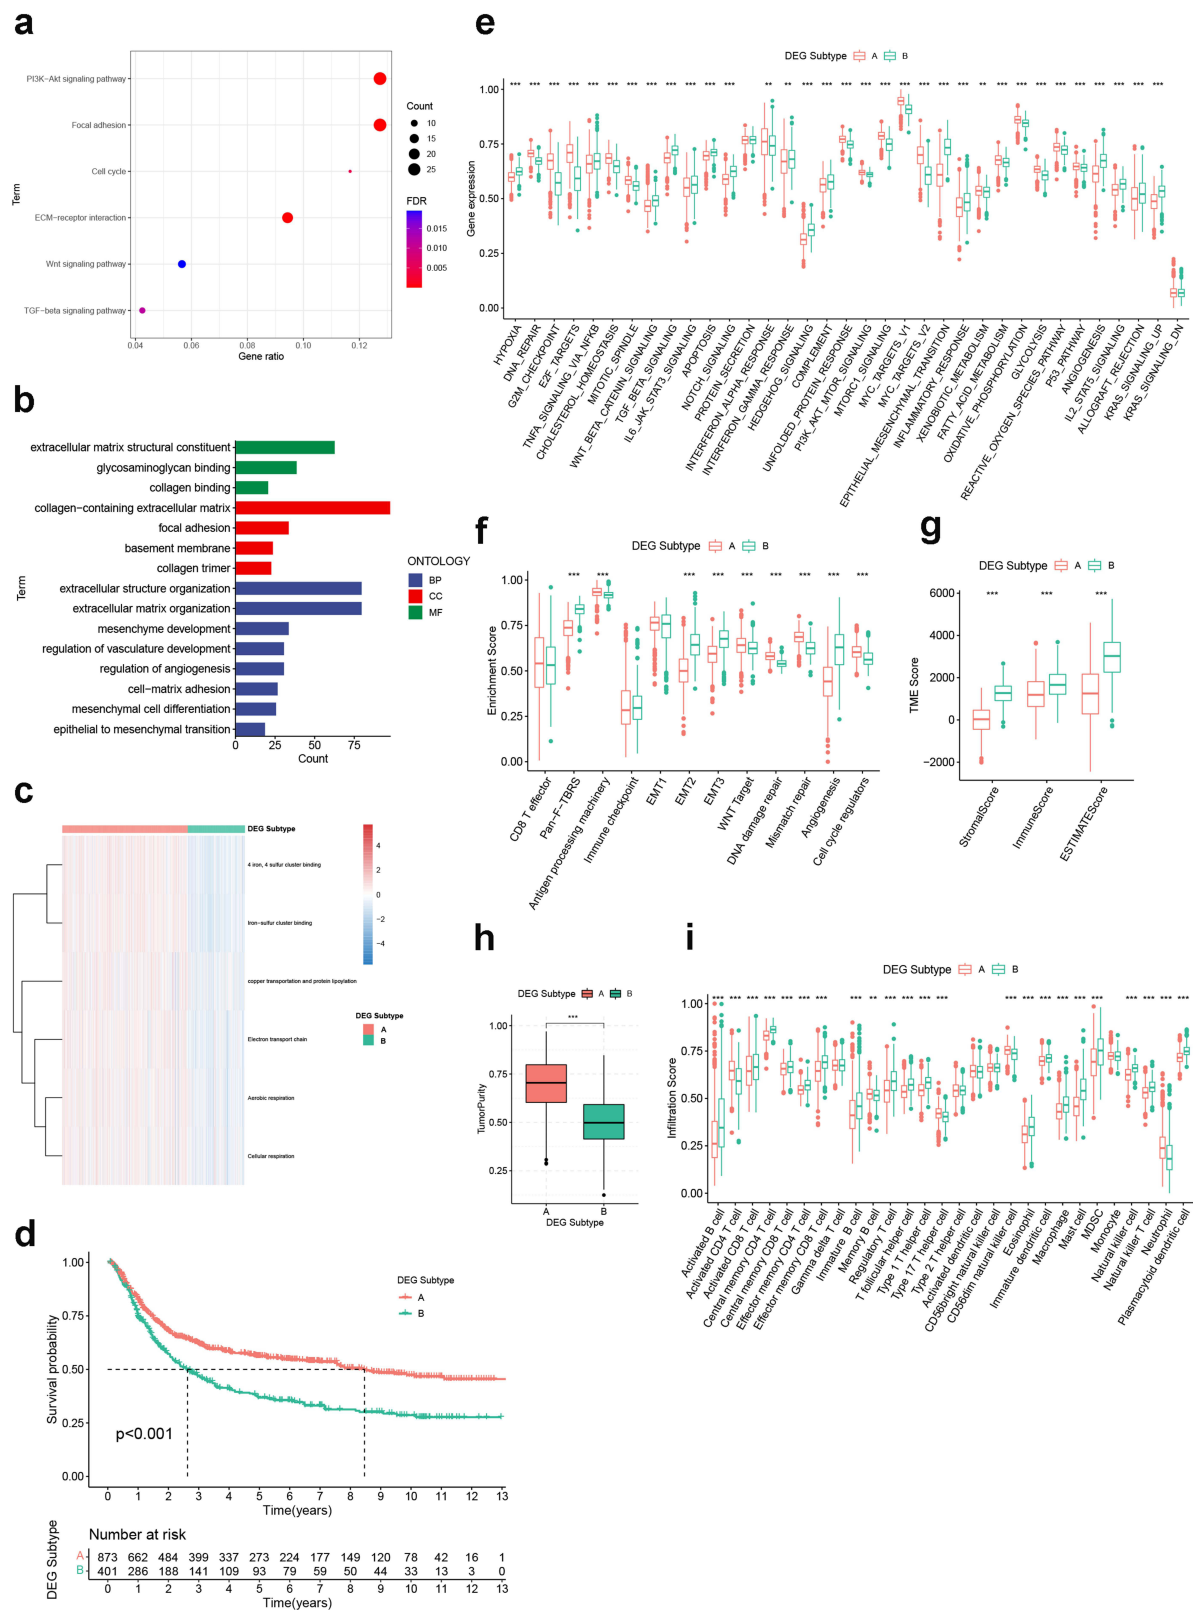 a
PI3K-Akt signaling pathway
Focal adhesion
Cell cycle
ECM-receptor interaction
Wnt signaling pathway
TGF-beta signaling pathway
Term
0.04 0.06 0.08 0.10 0.12
Gene ratio
Count
10
15
20
25
FDR
0.015
0.010
0.005
b
extracellular matrix structural constituent
glycosaminoglycan binding
collagen binding
collagen-containing extracellular matrix
focal adhesion
basement membrane
collagen trimer
extracellular structure organization
extracellular matrix organization
mesenchyme development
regulation of vasculature development
regulation of angiogenesis
cell-matrix adhesion
mesenchymal cell differentiation
epithelial to mesenchymal transition
Term
0 25 50 75
Count
ONTOLOGY
BP
CC
MF
c
DEG Subtype
4 iron, 4 sulfur cluster binding
Iron-sulfur cluster binding
copper transportation and protein lipoylation
Electron transport chain
Aerobic respiration
Cellular respiration
4
2
0
-2
-4
DEG Subtype
A
B
d
DEG Subtype
A
B
Survival probability
1.00
0.75
0.50
0.25
0.00
p<0.001
0 1 2 3 4 5 6 7 8 9 10 11 12 13
Time(years)
Number at risk
DEG Subtype
A 873 662 484 399 337 273 224 177 149 120 78 42 16 1
B 401 286 188 141 109 93 79 59 50 44 33 13 3 0
0 1 2 3 4 5 6 7 8 9 10 11 12 13
Time(years)
e
DEG Subtype A B
*** *** *** *** *** *** *** *** *** *** *** *** ** ** *** *** *** *** *** *** *** *** *** ** *** *** *** *** *** *** *** *** *** ***
Gene expression
1.00
0.75
0.50
0.25
0.00
HYPOXIA
DNA_REPAIR
G2M_CHECKPOINT
E2F_TARGETS
TNFA_SIGNALING_VIA_NFKB
CHOLESTEROL_HOMEOSTASIS
MITOTIC_SPINDLE
WNT_BETA_CATENIN_SIGNALING
TGF_BETA_SIGNALING
IL6_JAK_STAT3_SIGNALING
APOPTOSIS
NOTCH_SIGNALING
PROTEIN_SECRETION
INTERFERON_ALPHA_RESPONSE
INTERFERON_GAMMA_RESPONSE
HEDGEHOG_SIGNALING
COMPLEMENT
UNFOLDED_PROTEIN_RESPONSE
PI3K_AKT_MTOR_SIGNALING
MTORC1_SIGNALING
MYC_TARGETS_V1
MYC_TARGETS_V2
EPITHELIAL_MESENCHYMAL_TRANSITION
INFLAMMATORY_RESPONSE
XENOBIOTIC_METABOLISM
FATTY_ACID_METABOLISM
OXIDATIVE_PHOSPHORYLATION
GLYCOLYSIS
REACTIVE_OXYGEN_SPECIES_PATHWAY
P53_PATHWAY
ANGIOGENESIS
IL2_STAT5_SIGNALING
ALLOGRAFT_REJECTION
KRAS_SIGNALING_UP
KRAS_SIGNALING_DN
f
DEG Subtype A B
*** *** *** *** *** *** *** *** ***
Enrichment Score
1.00
0.75
0.50
0.25
0.00
CD8 T effector
Pan-F-TBRS
Antigen processing machinery
Immune checkpoint
EMT1
EMT2
EMT3
WNT Target
DNA damage repair
Mismatch repair
Angiogenesis
Cell cycle regulators
g
DEG Subtype A B
*** *** ***
TME Score
6000
4000
2000
0
-2000
StromalScore
ImmuneScore
ESTIMATEScore
h
DEG Subtype A B
***
TumorPurity
1.00
0.75
0.50
0.25
A B
DEG Subtype
i
DEG Subtype A B
*** *** *** *** *** *** *** *** ** *** *** *** *** *** *** *** *** *** *** *** *** *** ***
Infiltration Score
1.00
0.75
0.50
0.25
0.00
Activated B cell
Activated CD4 T cell
Activated CD8 T cell
Central memory CD4 T cell
Central memory CD8 T cell
Effector memory CD4 T cell
Effector memory CD8 T cell
Gamma delta T cell
Immature B cell
Memory B cell
Regulatory T cell
T follicular helper cell
Type 1 T helper cell
Type 17 T helper cell
Type 2 T helper cell
Activated dendritic cell
CD56bright natural killer cell
CD56dim natural killer cell
Eosinophil
Immature dendritic cell
Macrophage
Mast cell
MDSC
Monocyte
Natural killer cell
Natural killer T cell
Neutrophil
Plasmacytoid dendritic cell